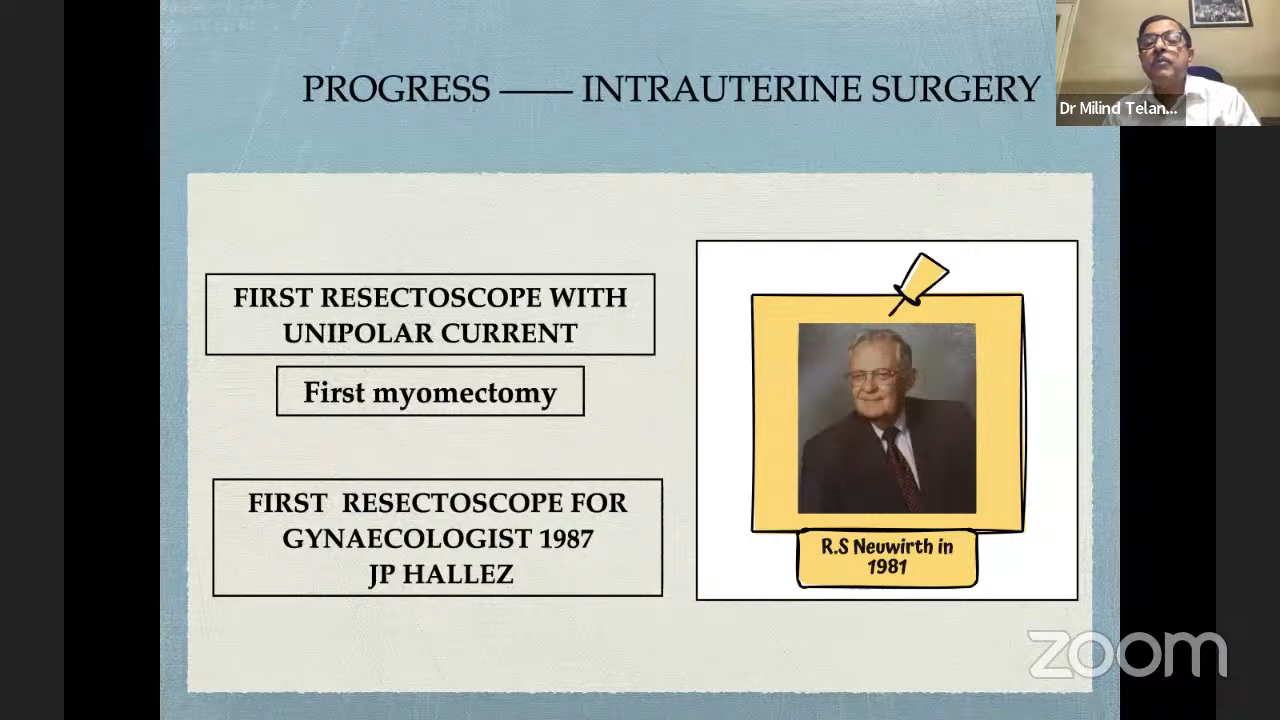 PROGRESS —— INTRAUTERINE SURGERY
Dr Milind Telan...
FIRST RESECTOSCOPE WITH
UNIPOLAR CURRENT
First myomectomy
FIRST RESECTOSCOPE FOR
GYNAECOLOGIST 1987
JP HALLEZ
R.S Neuwirth in
1981
zoom